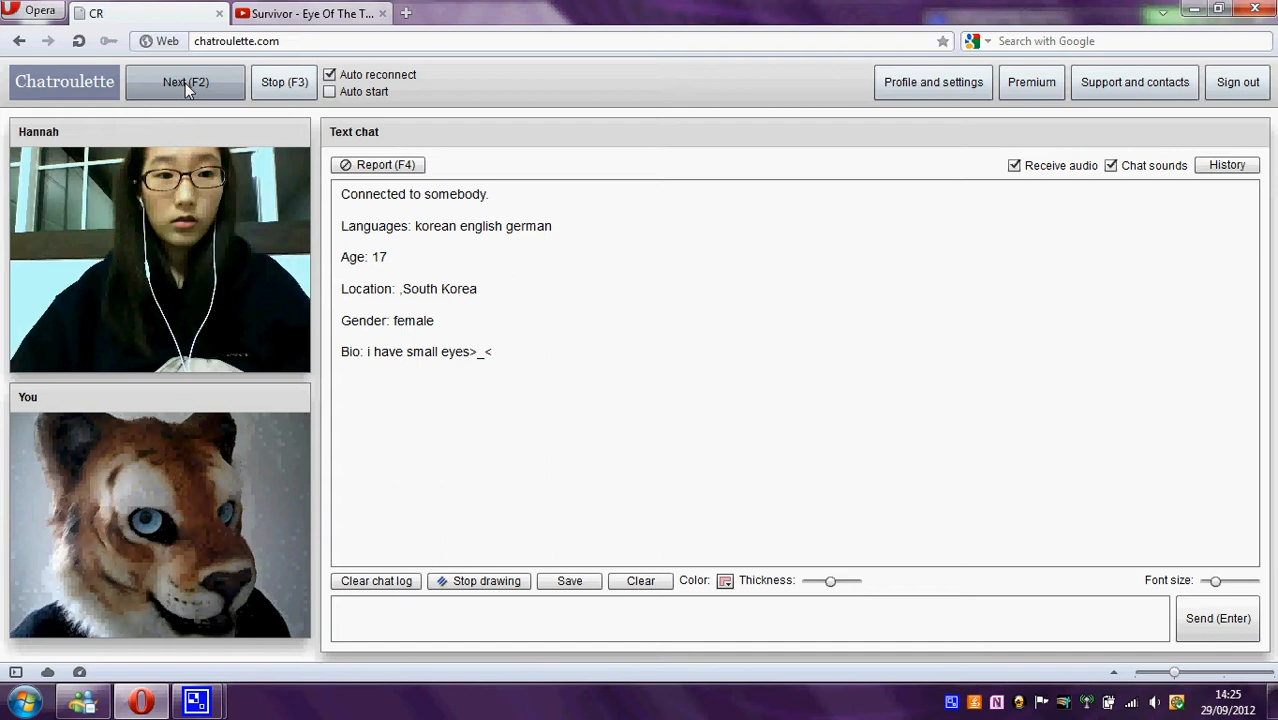 Opera
CR
Survivor - Eye Of The T...
Web
chatroulette.com
Search with Google
Chatroulette
Next (F2)
Stop (F3)
Auto reconnect
Auto start
Profile and settings
Premium
Support and contacts
Sign out
Hannah
Text chat
Report (F4)
Receive audio
Chat sounds
History
Connected to somebody.
Languages: korean english german
Age: 17
Location: ,South Korea
Gender: female
Bio: i have small eyes>_<
You
Clear chat log
Stop drawing
Save
Clear
Color:
Thickness:
Font size:
Send (Enter)
14:25
29/09/2012